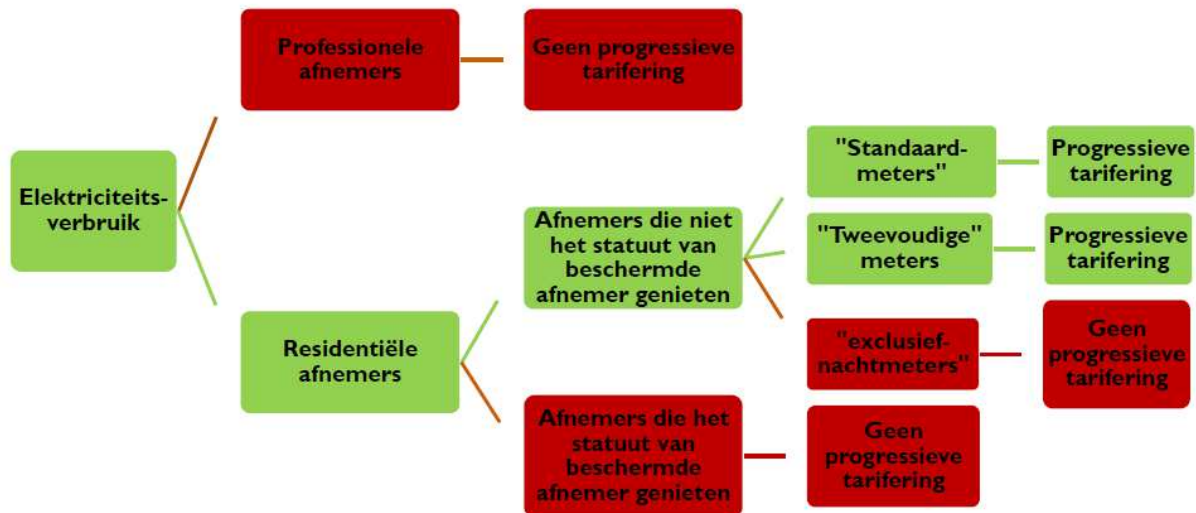 Professionele
afnemers
Geen progressieve
tarifering
Elektriciteits-
verbruik
"Standaard-
meters"
Progressieve
tarifering
Afnemers die niet
het statuut van
beschermde
afnemer genieten
"Tweevoudige"
meters
Progressieve
tarifering
Residentiële
afnemers
"exclusief-
nachtmeters"
Geen
progressieve
tarifering
Afnemers die het
statuut van
beschermde
afnemer genieten
Geen
progressieve
tarifering